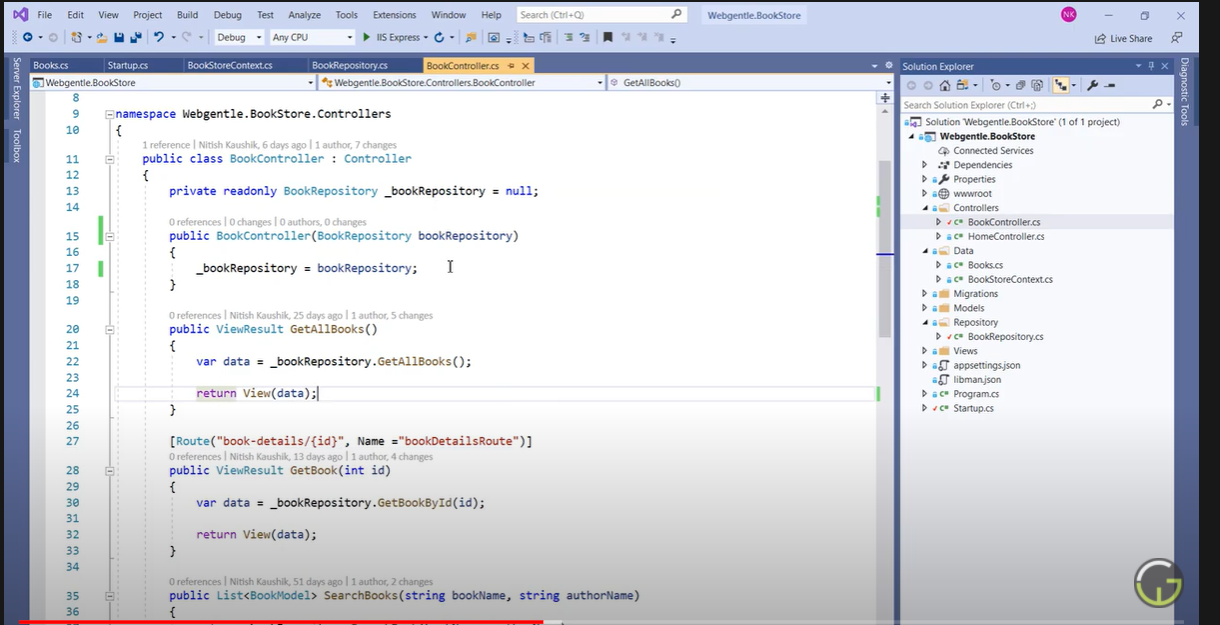 File Edit View Project Build Debug Test Analyze Tools Extensions Window Help Search (Ctrl+Q) Webgentle.BookStore NK
Debug Any CPU IIS Express Live Share
Server Explorer
Toolbox
Books.cs Startup.cs BookStoreContext.cs BookRepository.cs BookController.cs
Webgentle.BookStore Webgentle.BookStore.Controllers.BookController GetAllBooks()
8
9 namespace Webgentle.BookStore.Controllers
10 {
1 reference | Nitish Kaushik, 6 days ago | 1 author, 7 changes
11 public class BookController : Controller
12 {
13 private readonly BookRepository _bookRepository = null;
14
0 references | 0 changes | 0 authors, 0 changes
15 public BookController(BookRepository bookRepository)
16 {
17 _bookRepository = bookRepository;
18 }
19
0 references | Nitish Kaushik, 25 days ago | 1 author, 5 changes
20 public ViewResult GetAllBooks()
21 {
22 var data = _bookRepository.GetAllBooks();
23
24 return View(data);
25 }
26
27 [Route("book-details/{id}", Name ="bookDetailsRoute")]
0 references | Nitish Kaushik, 13 days ago | 1 author, 4 changes
28 public ViewResult GetBook(int id)
29 {
30 var data = _bookRepository.GetBookById(id);
31
32 return View(data);
33 }
34
0 references | Nitish Kaushik, 51 days ago | 1 author, 2 changes
35 public List<BookModel> SearchBooks(string bookName, string authorName)
36 {
Solution Explorer
Search Solution Explorer (Ctrl+;)
Solution 'Webgentle.BookStore' (1 of 1 project)
Webgentle.BookStore
Connected Services
Dependencies
Properties
wwwroot
Controllers
C# BookController.cs
C# HomeController.cs
Data
C# Books.cs
C# BookStoreContext.cs
Migrations
Models
Repository
C# BookRepository.cs
Views
appsettings.json
libman.json
C# Program.cs
C# Startup.cs
Diagnostic Tools